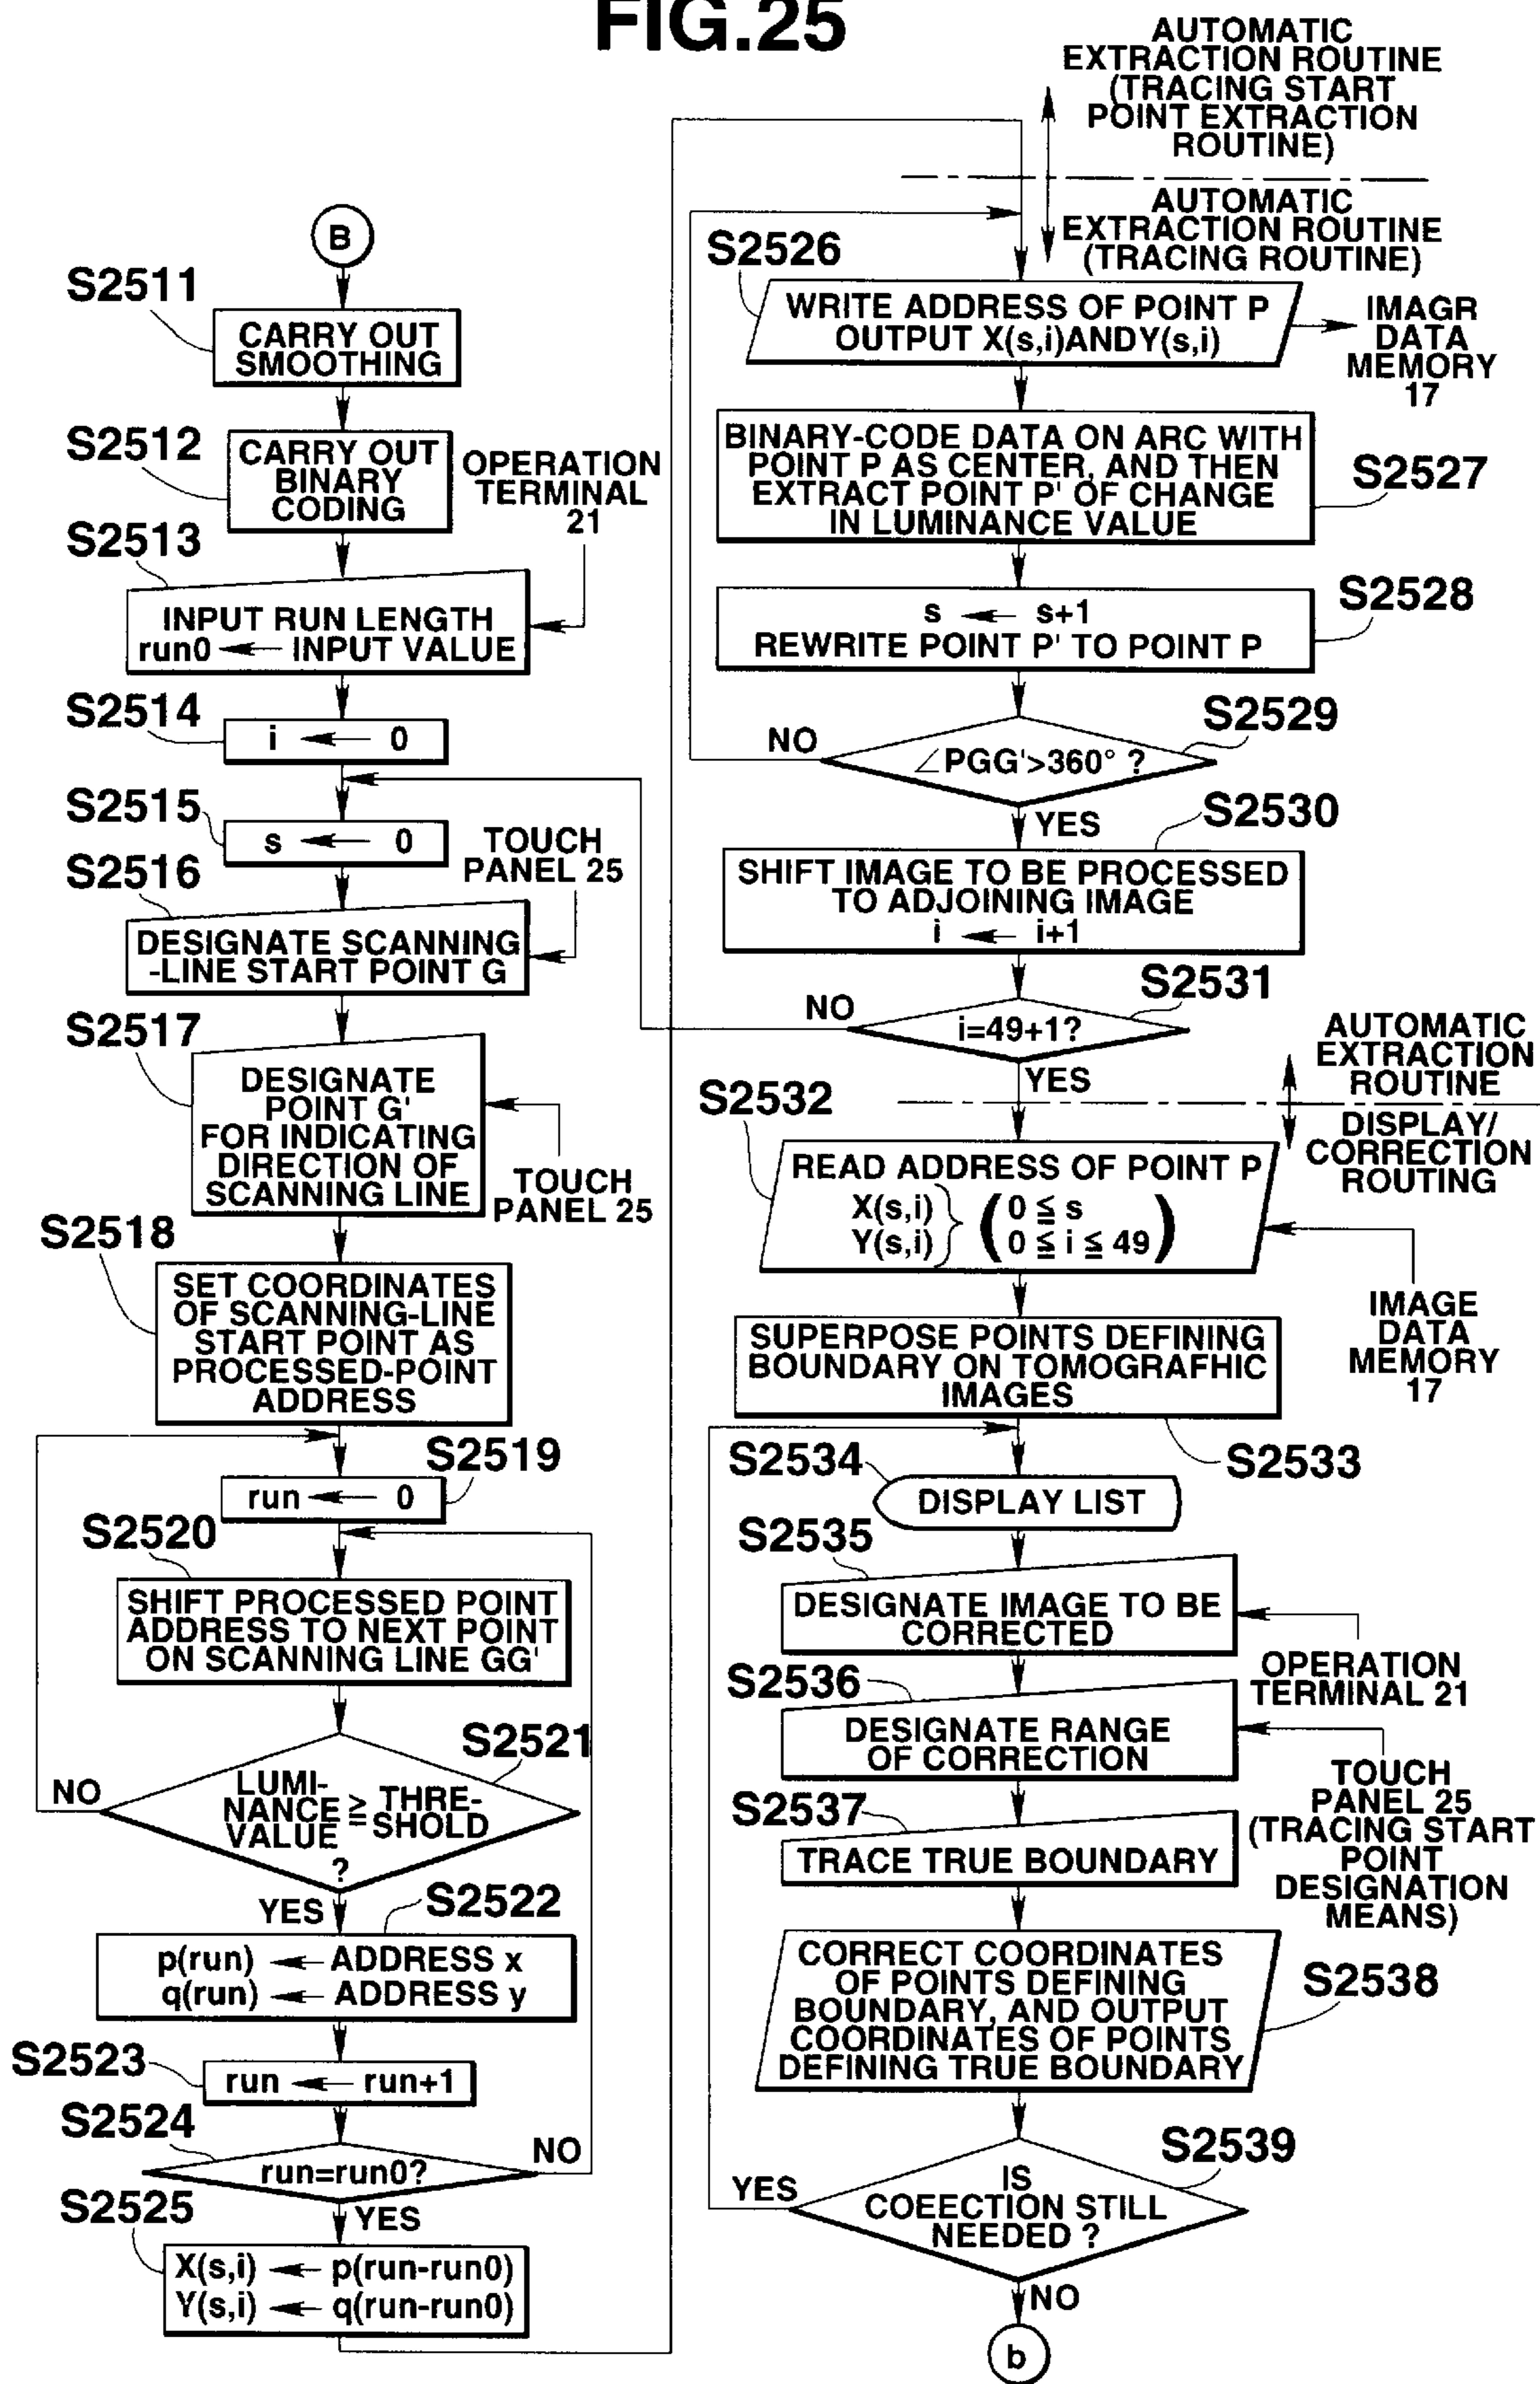 FIG.25
B
S2511
CARRY OUT
SMOOTHING
S2512
CARRY OUT
BINARY
CODING
OPERATION
TERMINAL
21
S2513
INPUT RUN LENGTH
run0 ← INPUT VALUE
S2514
i ← 0
S2515
s ← 0
TOUCH
PANEL 25
S2516
DESIGNATE SCANNING
-LINE START POINT G
S2517
DESIGNATE
POINT G'
FOR INDICATING
DIRECTION OF
SCANNING LINE
TOUCH
PANEL 25
S2518
SET COORDINATES
OF SCANNING-LINE
START POINT AS
PROCESSED-POINT
ADDRESS
S2519
run ← 0
S2520
SHIFT PROCESSED POINT
ADDRESS TO NEXT POINT
ON SCANNING LINE GG'
S2521
NO
LUMI-
NANCE ≧ THRE-
VALUE SHOLD
?
YES
S2522
p(run) ← ADDRESS x
q(run) ← ADDRESS y
S2523
run ← run+1
S2524
run=run0?
NO
YES
S2525
X(s,i) ← p(run-run0)
Y(s,i) ← q(run-run0)
AUTOMATIC
EXTRACTION ROUTINE
(TRACING START
POINT EXTRACTION
ROUTINE)
AUTOMATIC
EXTRACTION ROUTINE
(TRACING ROUTINE)
S2526
WRITE ADDRESS OF POINT P
OUTPUT X(s,i)ANDY(s,i)
IMAGR
DATA
MEMORY
17
BINARY-CODE DATA ON ARC WITH
POINT P AS CENTER, AND THEN
EXTRACT POINT P' OF CHANGE
IN LUMINANCE VALUE
S2527
S2528
s ← s+1
REWRITE POINT P' TO POINT P
S2529
NO
∠PGG'>360° ?
YES
S2530
SHIFT IMAGE TO BE PROCESSED
TO ADJOINING IMAGE
i ← i+1
S2531
NO
i=49+1?
YES
AUTOMATIC
EXTRACTION
ROUTINE
DISPLAY/
CORRECTION
ROUTING
S2532
READ ADDRESS OF POINT P
X(s,i) } ( 0 ≦ s
Y(s,i) 0 ≦ i ≦ 49 )
IMAGE
DATA
MEMORY
17
SUPERPOSE POINTS DEFINING
BOUNDARY ON TOMOGRAFHIC
IMAGES
S2533
S2534
DISPLAY LIST
S2535
DESIGNATE IMAGE TO BE
CORRECTED
OPERATION
TERMINAL 21
S2536
DESIGNATE RANGE
OF CORRECTION
TOUCH
PANEL 25
(TRACING START
POINT
DESIGNATION
MEANS)
S2537
TRACE TRUE BOUNDARY
CORRECT COORDINATES
OF POINTS DEFINING
BOUNDARY, AND OUTPUT
COORDINATES OF POINTS
DEFINING TRUE BOUNDARY
S2538
S2539
YES
IS
COEECTION STILL
NEEDED ?
NO
b